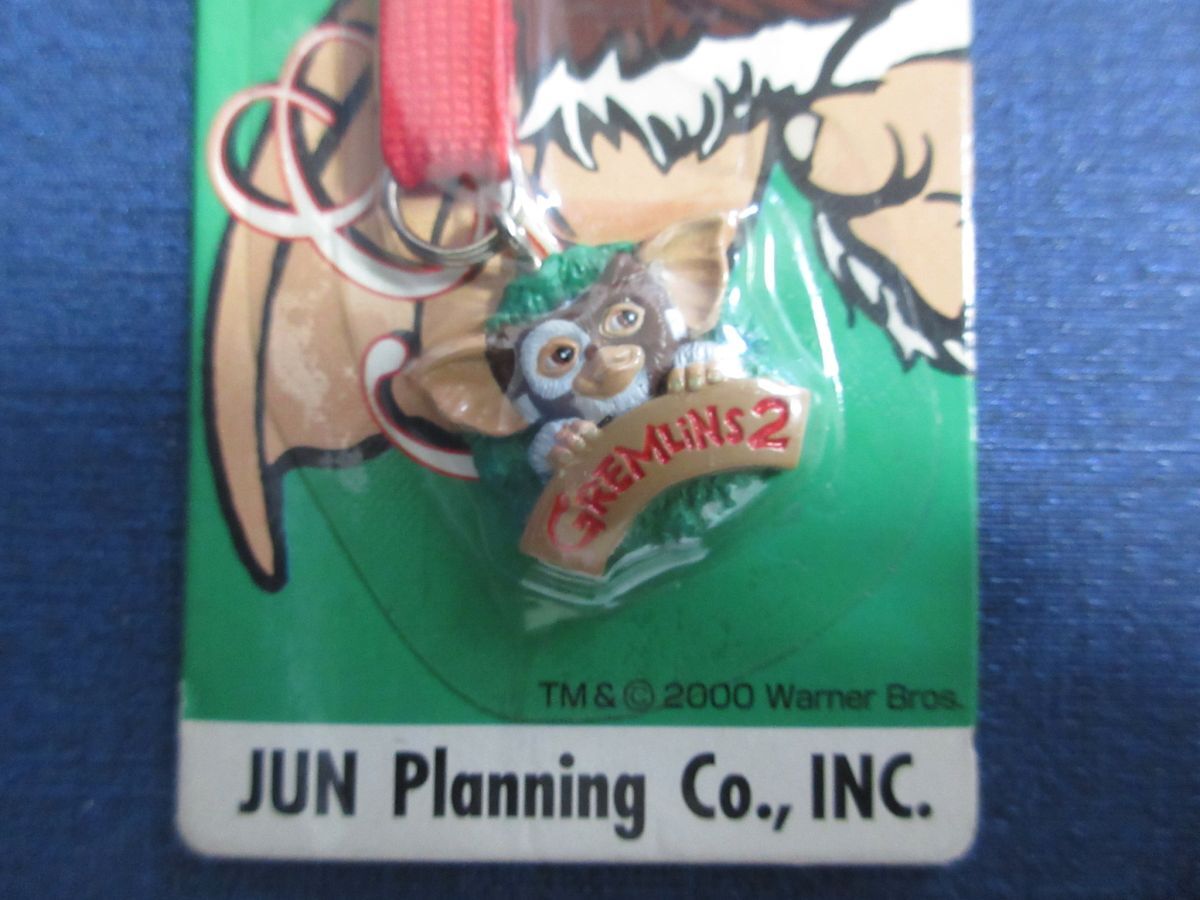 GREMLiNS 2
TM & © 2000 Warner Bros.
JUN Planning Co., INC.